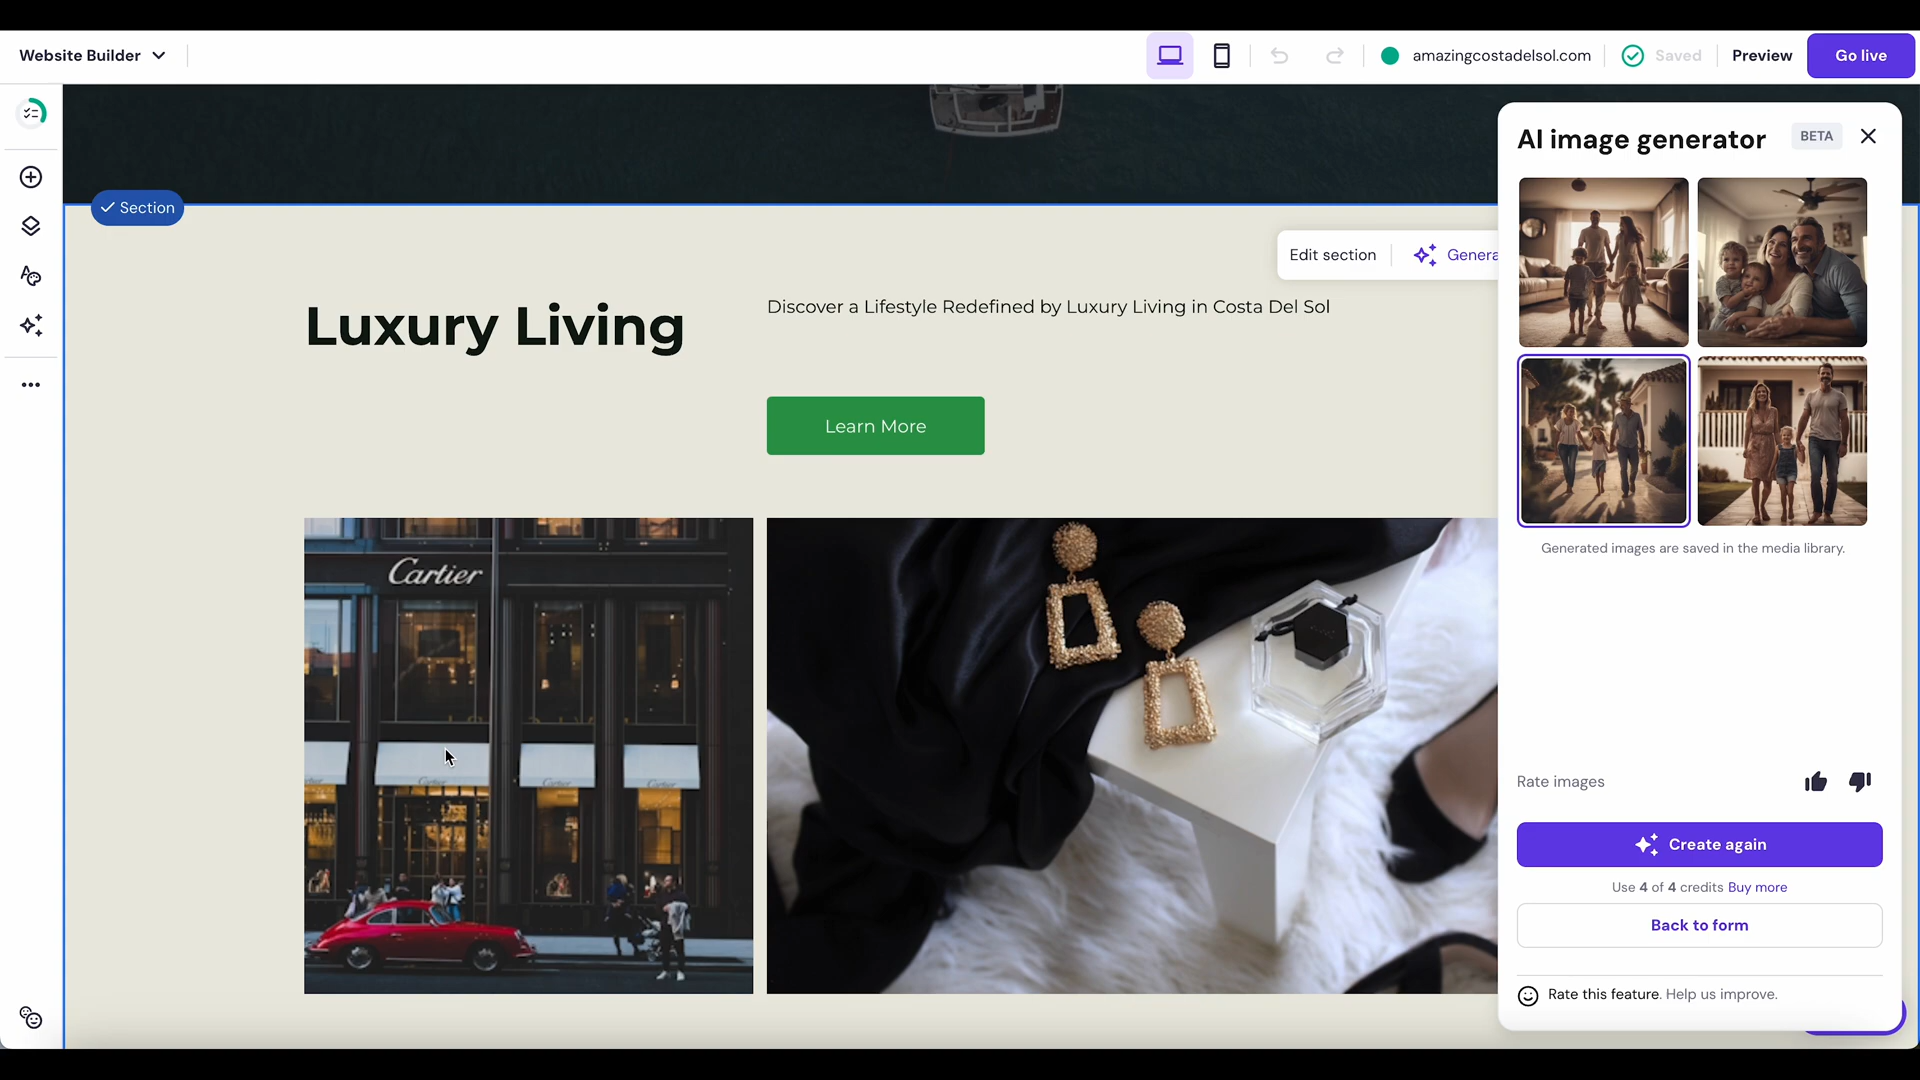 Website Builder
amazingcostadelsol.com
Saved
Preview
Go live
AI image generator
BETA
Section
Edit section
Genera
Luxury Living
Discover a Lifestyle Redefined by Luxury Living in Costa Del Sol
Learn More
Cartier
Cartier
Generated images are saved in the media library.
Rate images
Create again
Use 4 of 4 credits Buy more
Back to form
Rate this feature. Help us improve.